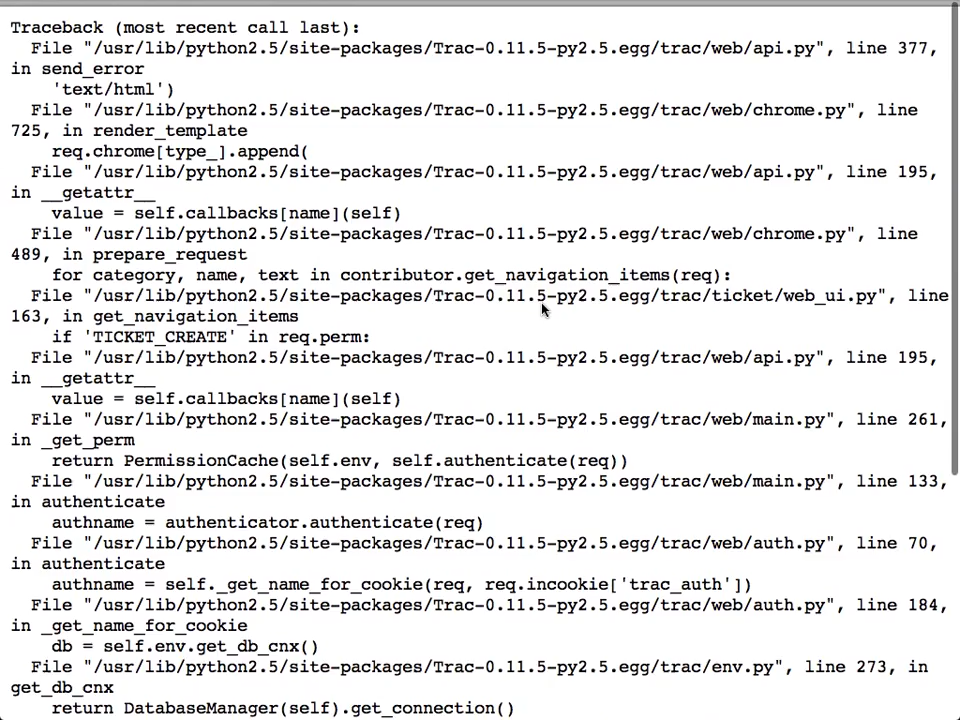 Traceback (most recent call last):
  File "/usr/lib/python2.5/site-packages/Trac-0.11.5-py2.5.egg/trac/web/api.py", line 377,
in send_error
    'text/html')
  File "/usr/lib/python2.5/site-packages/Trac-0.11.5-py2.5.egg/trac/web/chrome.py", line
725, in render_template
    req.chrome[type_].append(
  File "/usr/lib/python2.5/site-packages/Trac-0.11.5-py2.5.egg/trac/web/api.py", line 195,
in __getattr__
    value = self.callbacks[name](self)
  File "/usr/lib/python2.5/site-packages/Trac-0.11.5-py2.5.egg/trac/web/chrome.py", line
489, in prepare_request
    for category, name, text in contributor.get_navigation_items(req):
  File "/usr/lib/python2.5/site-packages/Trac-0.11.5-py2.5.egg/trac/ticket/web_ui.py", line
163, in get_navigation_items
    if 'TICKET_CREATE' in req.perm:
  File "/usr/lib/python2.5/site-packages/Trac-0.11.5-py2.5.egg/trac/web/api.py", line 195,
in __getattr__
    value = self.callbacks[name](self)
  File "/usr/lib/python2.5/site-packages/Trac-0.11.5-py2.5.egg/trac/web/main.py", line 261,
in _get_perm
    return PermissionCache(self.env, self.authenticate(req))
  File "/usr/lib/python2.5/site-packages/Trac-0.11.5-py2.5.egg/trac/web/main.py", line 133,
in authenticate
    authname = authenticator.authenticate(req)
  File "/usr/lib/python2.5/site-packages/Trac-0.11.5-py2.5.egg/trac/web/auth.py", line 70,
in authenticate
    authname = self._get_name_for_cookie(req, req.incookie['trac_auth'])
  File "/usr/lib/python2.5/site-packages/Trac-0.11.5-py2.5.egg/trac/web/auth.py", line 184,
in _get_name_for_cookie
    db = self.env.get_db_cnx()
  File "/usr/lib/python2.5/site-packages/Trac-0.11.5-py2.5.egg/trac/env.py", line 273, in
get_db_cnx
    return DatabaseManager(self).get_connection()